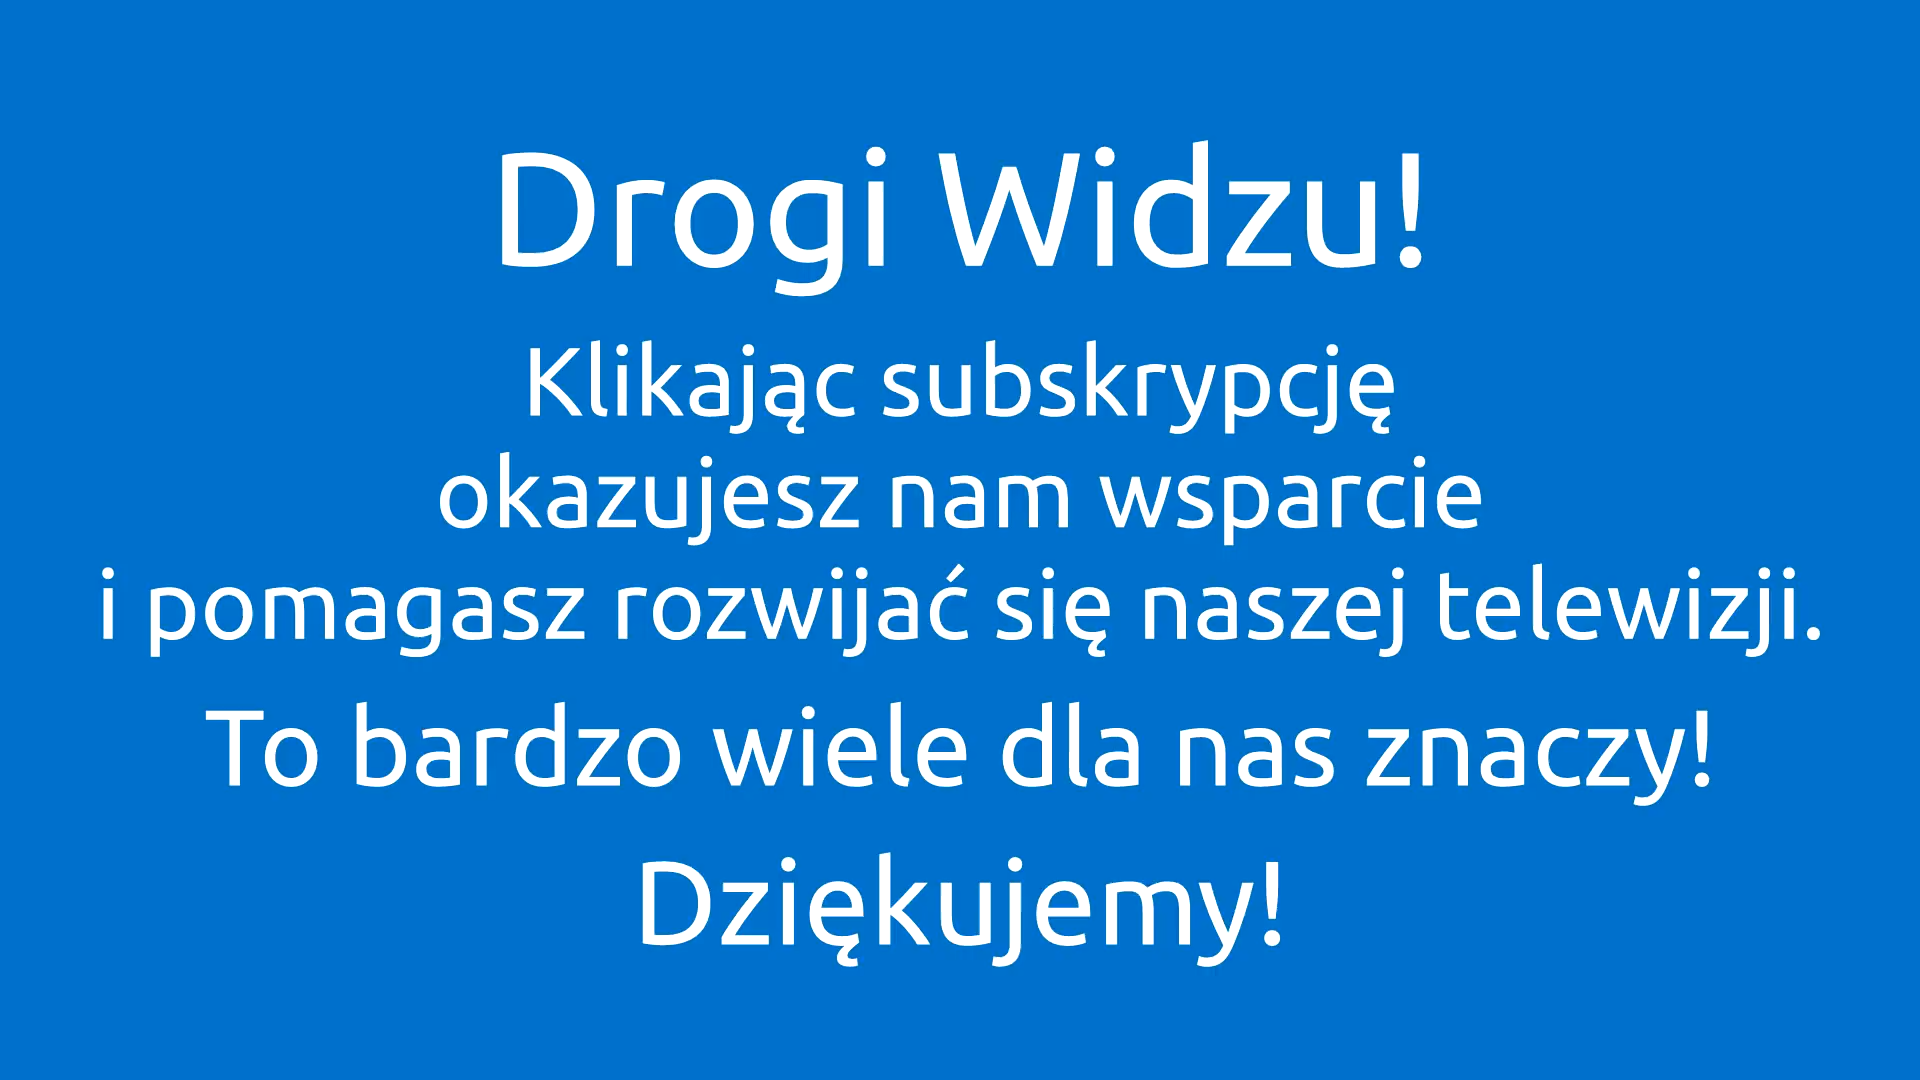 Drogi Widzu!
Klikając subskrypcję
okazujesz nam wsparcie
i pomagasz rozwijać się naszej telewizji.
To bardzo wiele dla nas znaczy!
Dziękujemy!